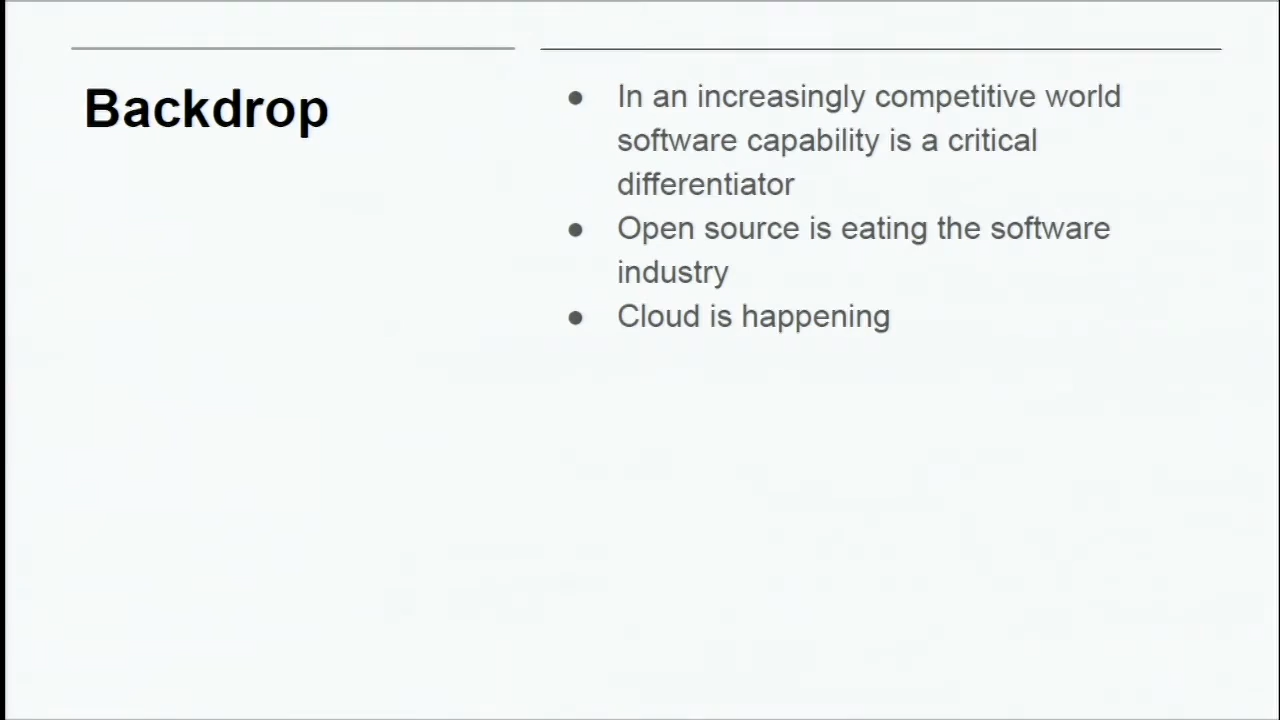 Backdrop
● In an increasingly competitive world
software capability is a critical
differentiator
● Open source is eating the software
industry
● Cloud is happening